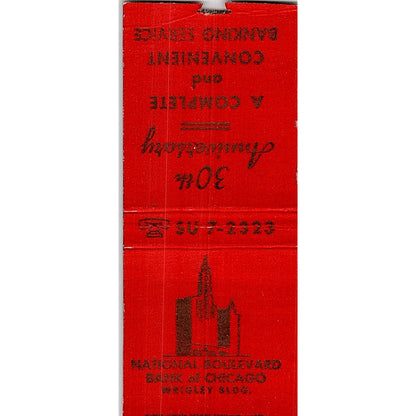 30th
Anniversary
A COMPLETE
and
CONVENIENT
BANKING SERVICE
SU 7-2323
NATIONAL BOULEVARD
BANK of CHICAGO
WRIGLEY BLDG.